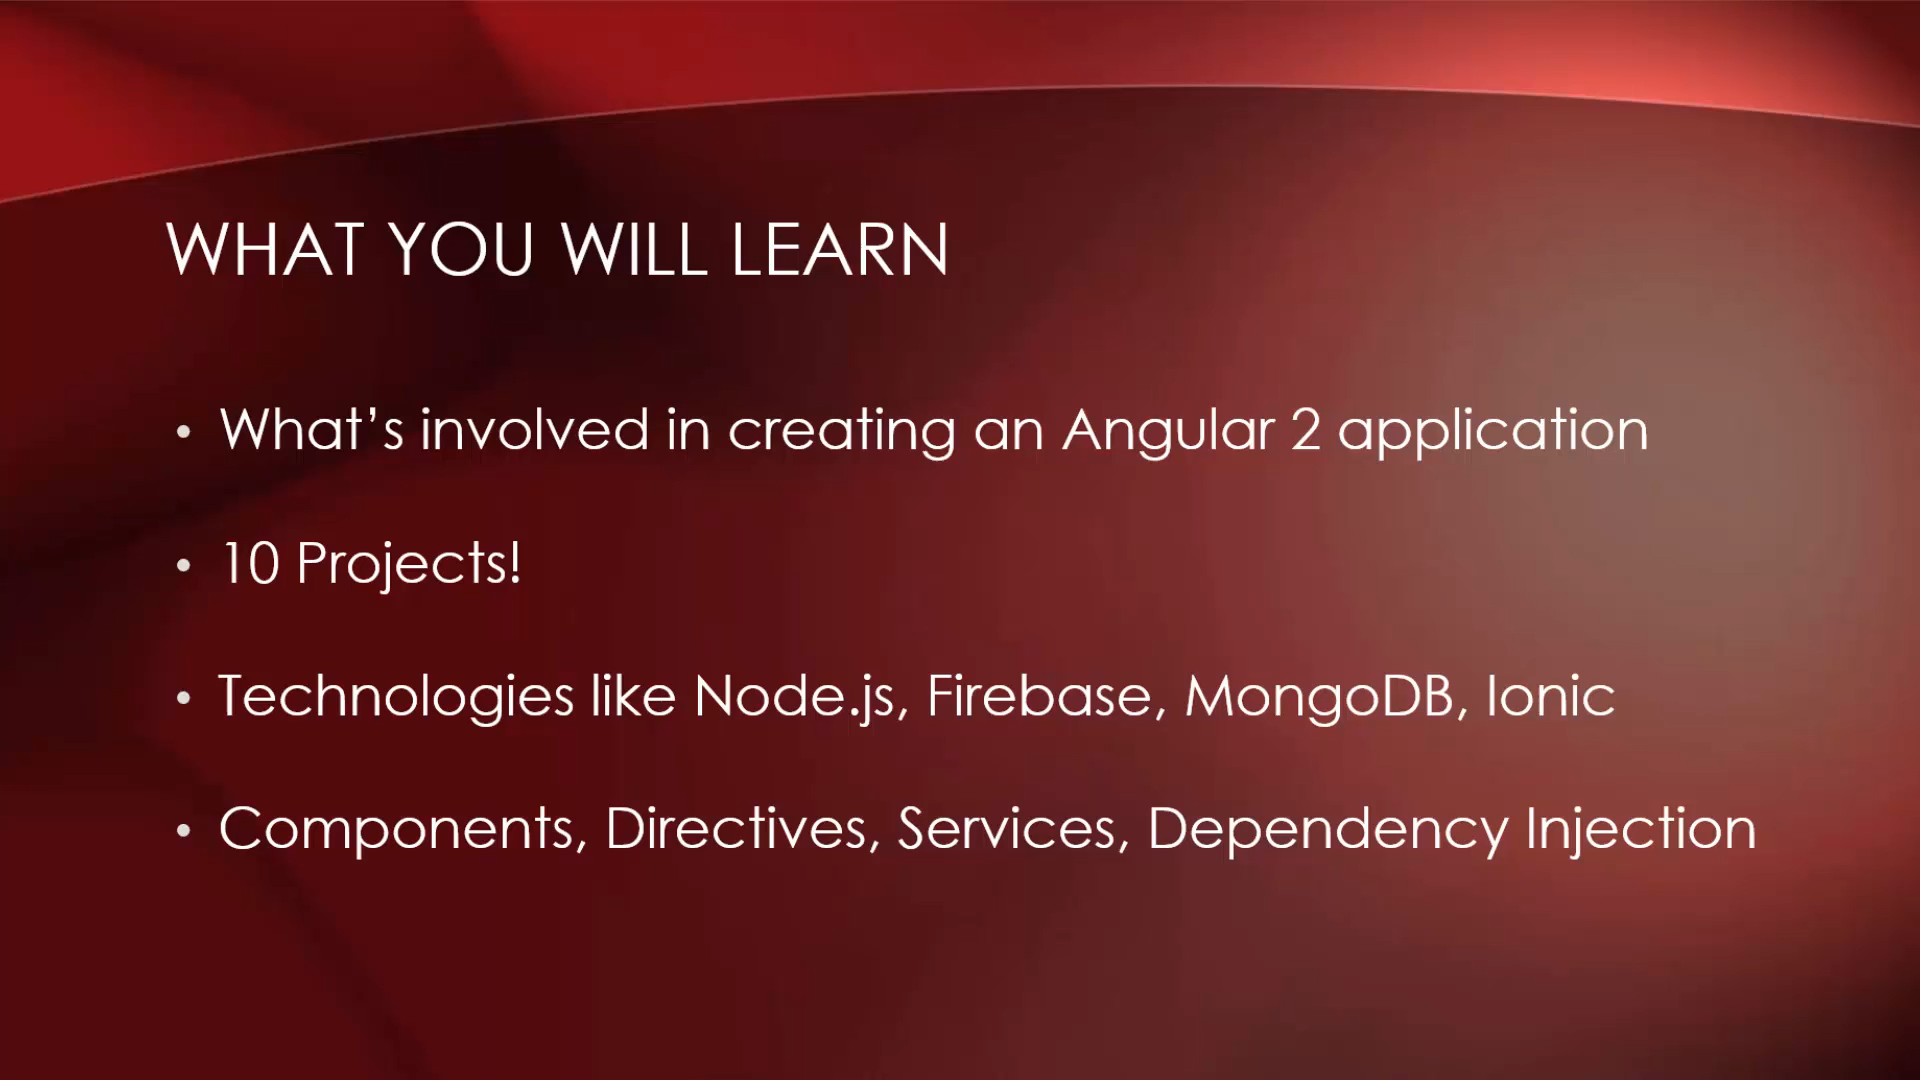 WHAT YOU WILL LEARN
• What’s involved in creating an Angular 2 application
• 10 Projects!
• Technologies like Node.js, Firebase, MongoDB, Ionic
• Components, Directives, Services, Dependency Injection